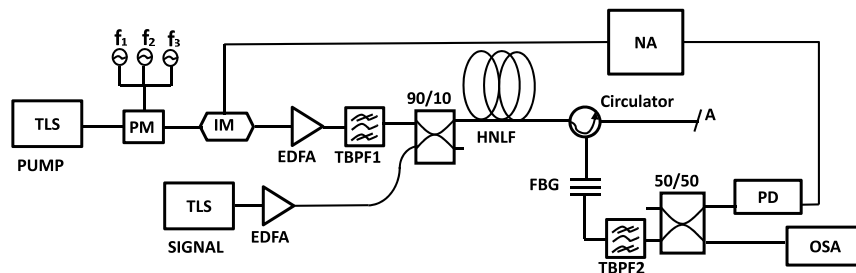 f1 f2 f3
NA
90/10
Circulator
TLS
PM
IM
A
HNLF
EDFA
TBPF1
PUMP
FBG
50/50
TLS
PD
SIGNAL
EDFA
OSA
TBPF2